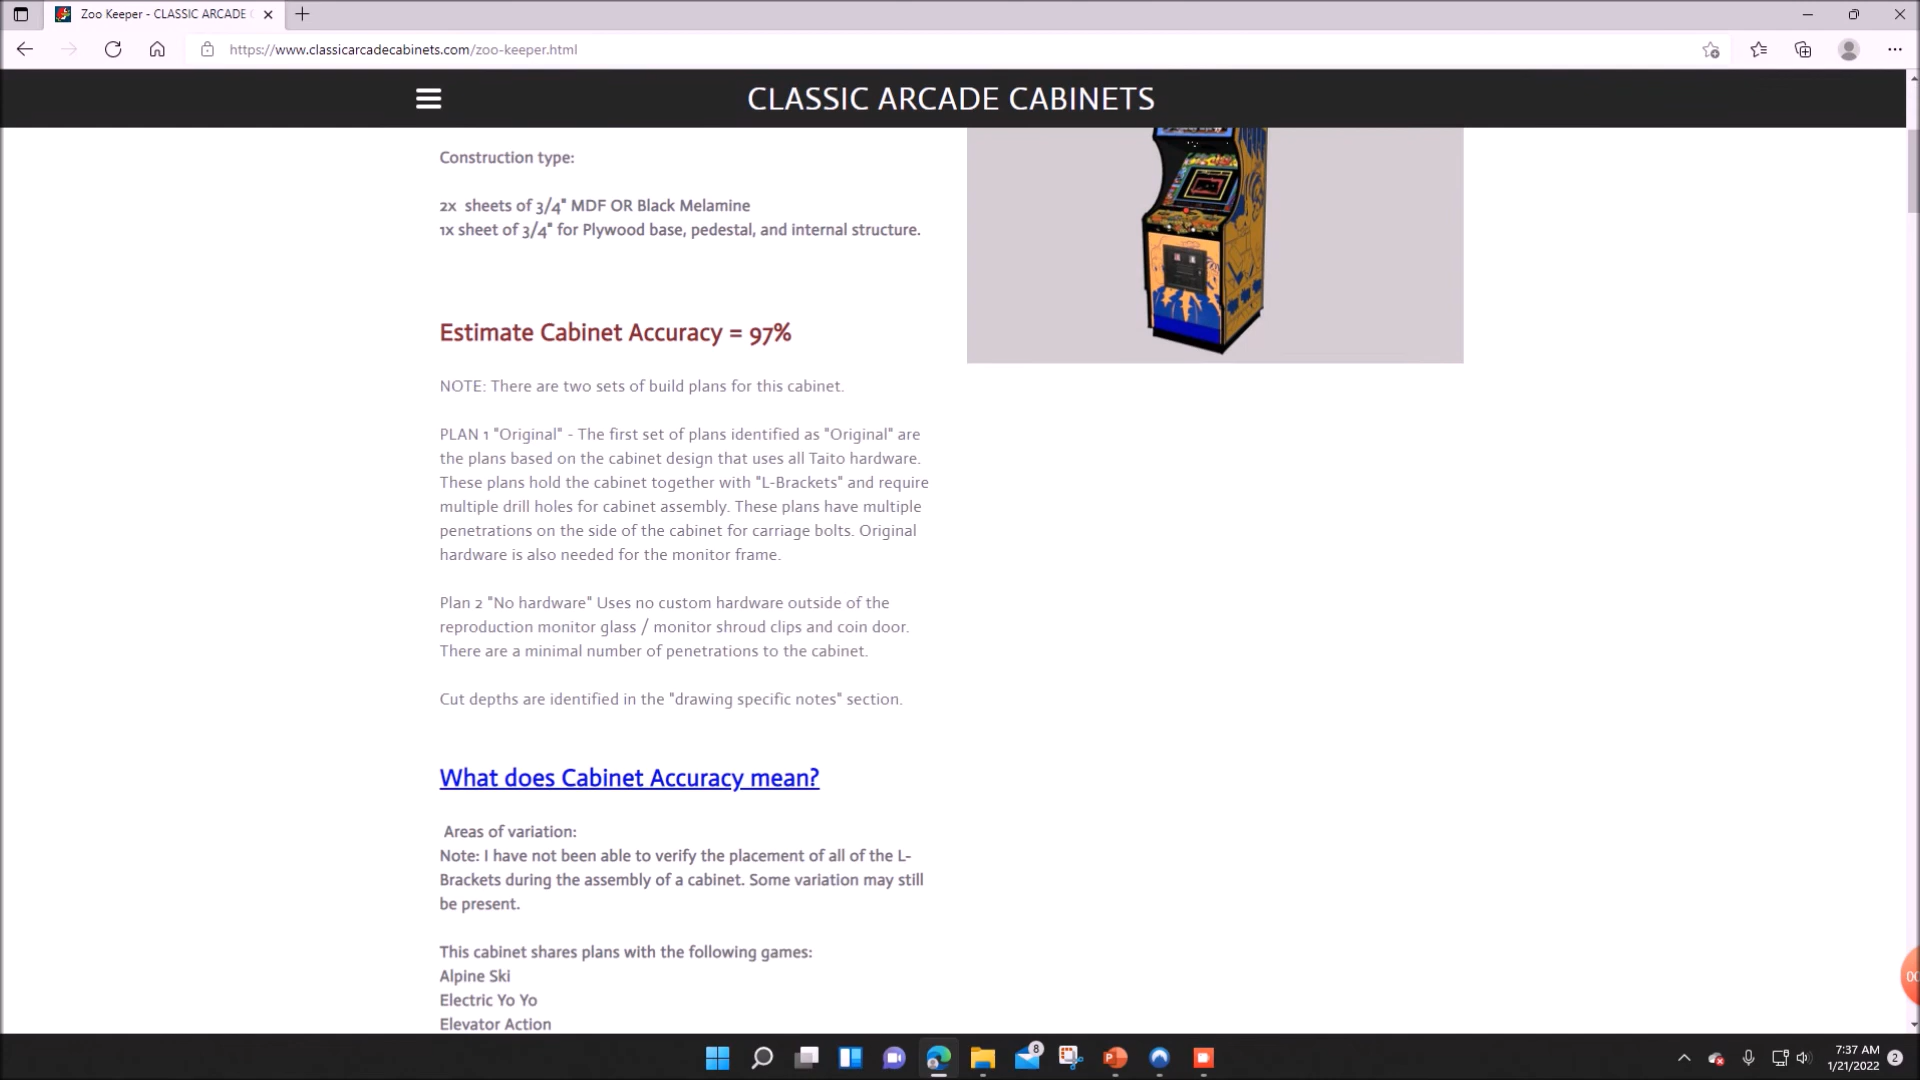 Zoo Keeper - CLASSIC ARCADE
https://www.classicarcadecabinets.com/zoo-keeper.html
CLASSIC ARCADE CABINETS
Construction type:
2x sheets of 3/4" MDF OR Black Melamine
1x sheet of 3/4" for Plywood base, pedestal, and internal structure.
Estimate Cabinet Accuracy = 97%
NOTE: There are two sets of build plans for this cabinet.
PLAN 1 "Original" - The first set of plans identified as "Original" are
the plans based on the cabinet design that uses all Taito hardware.
These plans hold the cabinet together with "L-Brackets" and require
multiple drill holes for cabinet assembly. These plans have multiple
penetrations on the side of the cabinet for carriage bolts. Original
hardware is also needed for the monitor frame.
Plan 2 "No hardware" Uses no custom hardware outside of the
reproduction monitor glass / monitor shroud clips and coin door.
There are a minimal number of penetrations to the cabinet.
Cut depths are identified in the "drawing specific notes" section.
What does Cabinet Accuracy mean?
Areas of variation:
Note: I have not been able to verify the placement of all of the L-
Brackets during the assembly of a cabinet. Some variation may still
be present.
This cabinet shares plans with the following games:
Alpine Ski
Electric Yo Yo
Elevator Action
00
8
7:37 AM
1/21/2022
2